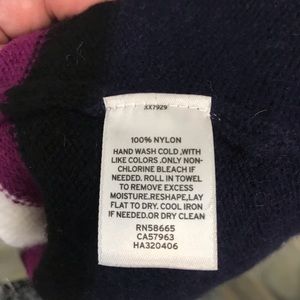 XX7929
100% NYLON
HAND WASH COLD ,WITH
LIKE COLORS .ONLY NON-
CHLORINE BLEACH IF
NEEDED. ROLL IN TOWEL
TO REMOVE EXCESS
MOISTURE.RESHAPE,LAY
FLAT TO DRY. COOL IRON
IF NEEDED.OR DRY CLEAN
RN58665
CA57963
HA320406